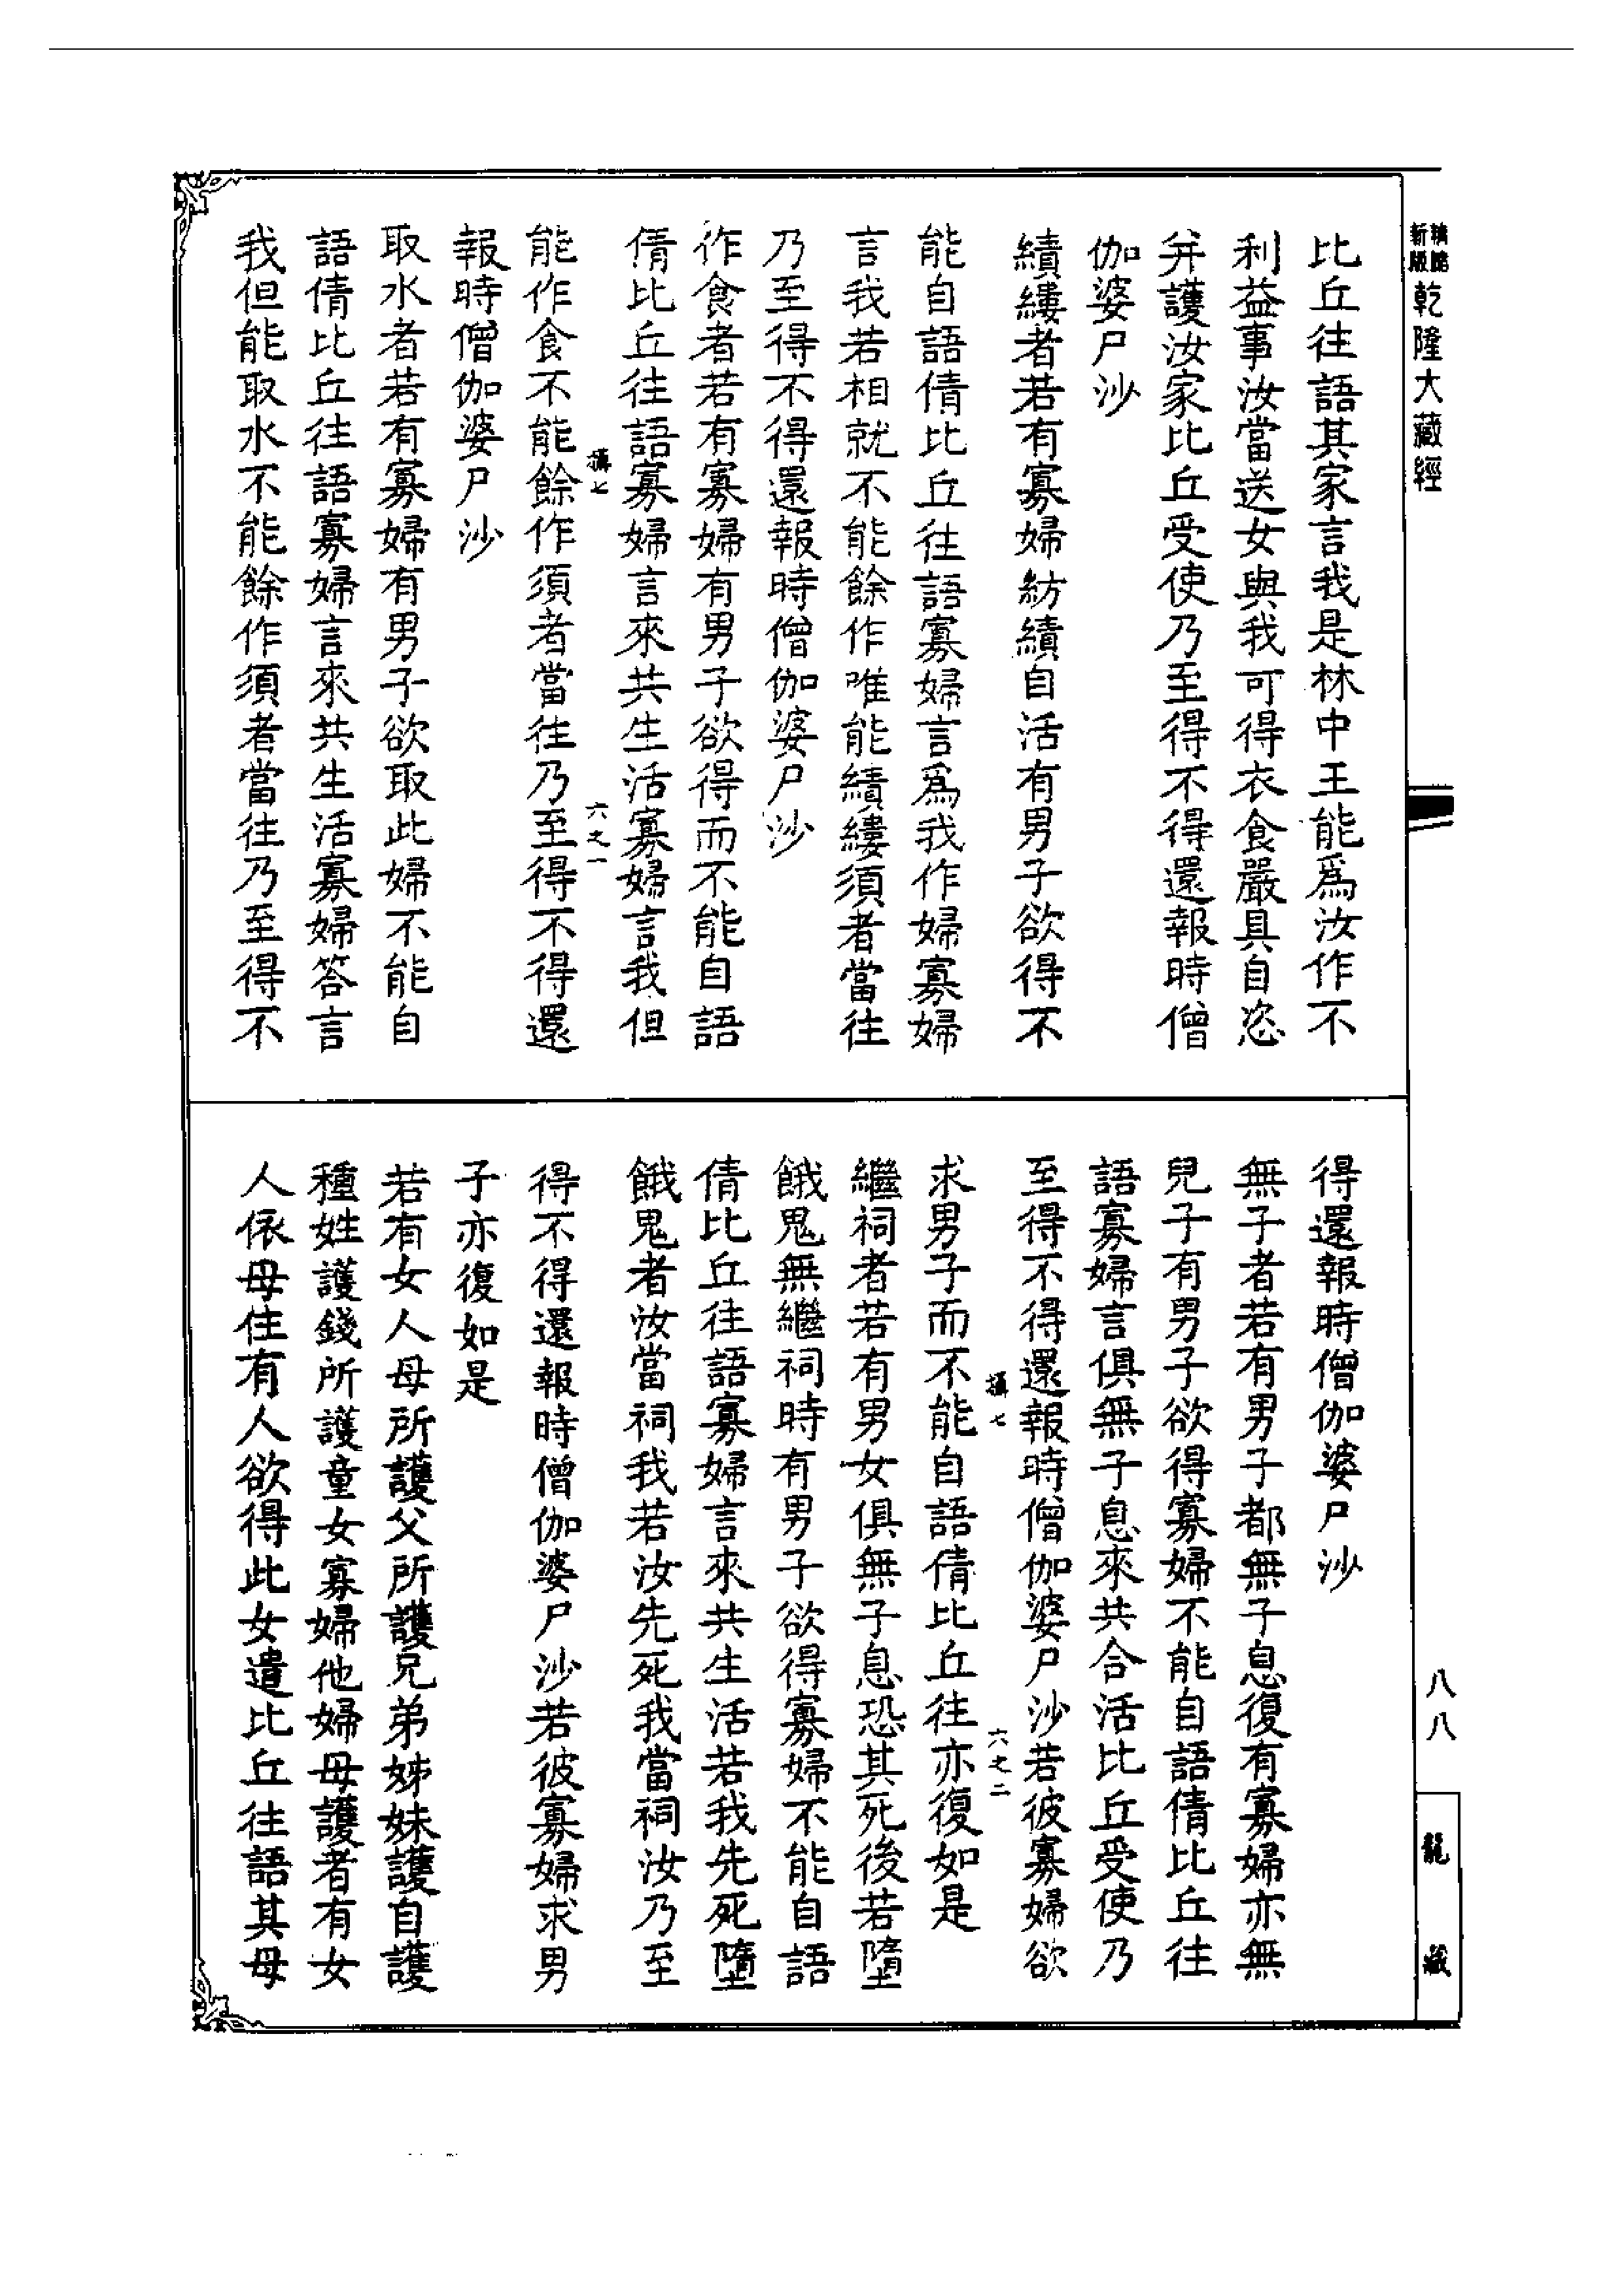 精縮
新版
乾隆大藏經
比丘往語其家言我是林中王能爲汝作不
利益事汝當送女與我可得衣食嚴具自恣
并護汝家比丘受使乃至得不得還報時僧
伽婆尸沙
績縷者若有寡婦紡績自活有男子欲得不
能自語倩比丘往語寡婦言爲我作婦寡婦
言我若相就不能餘作唯能績縷須者當往
乃至得不得還報時僧伽婆尸沙
作食者若有寡婦有男子欲得而不能自語
倩比丘往語寡婦言來共生活寡婦言我但
攝七
六之一
能作食不能餘作須者當往乃至得不得還
報時僧伽婆尸沙
取水者若有寡婦有男子欲取此婦不能自
語倩比丘往語寡婦言來共生活寡婦答言
我但能取水不能餘作須者當往乃至得不
得還報時僧伽婆尸沙
無子者若有男子都無子息復有寡婦亦無
兒子有男子欲得寡婦不能自語倩比丘往
語寡婦言俱無子息來共合活比丘受使乃
至得不得還報時僧伽婆尸沙若彼寡婦欲
攝七
六之二
求男子而不能自語倩比丘往亦復如是
繼祠者若有男女俱無子息恐其死後若墮
餓鬼無繼祠時有男子欲得寡婦不能自語
倩比丘往語寡婦言來共生活若我先死墮
餓鬼者汝當祠我若汝先死我當祠汝乃至
得不得還報時僧伽婆尸沙若彼寡婦求男
子亦復如是
若有女人母所護父所護兄弟姊妹護自護
種姓護錢所護童女寡婦他婦母護者有女
人依母住有人欲得此女遣比丘往語其母
八八
龍藏